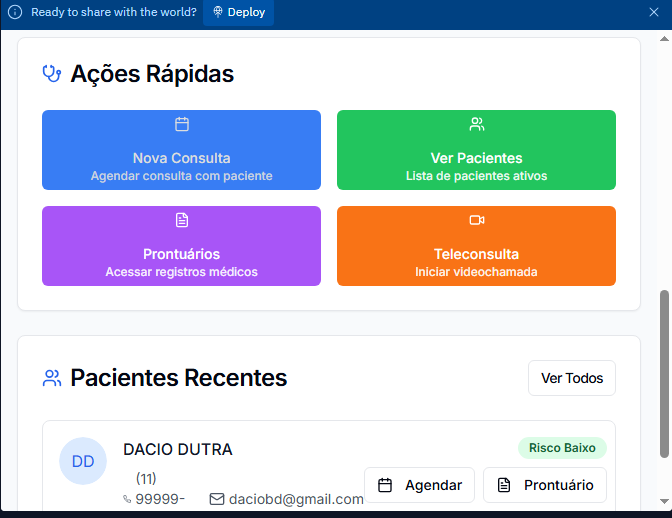 Ready to share with the world? Deploy
Ações Rápidas
Nova Consulta
Agendar consulta com paciente
Ver Pacientes
Lista de pacientes ativos
Prontuários
Acessar registros médicos
Teleconsulta
Iniciar videochamada
Pacientes Recentes
Ver Todos
DD
DACIO DUTRA
Risco Baixo
(11)
99999-
daciobd@gmail.com
Agendar
Prontuário